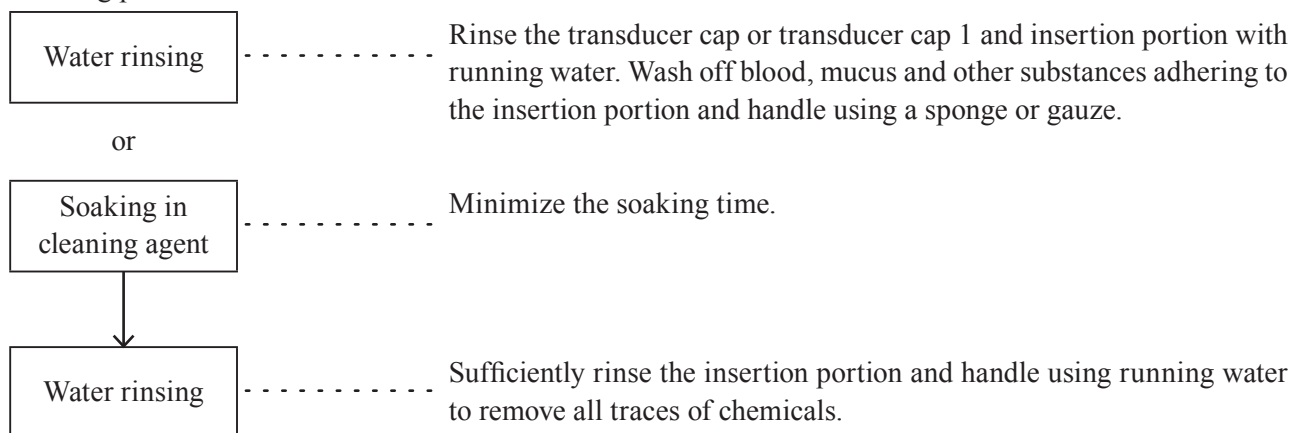 Water rinsing
Rinse the transducer cap or transducer cap 1 and insertion portion with
running water. Wash off blood, mucus and other substances adhering to
the insertion portion and handle using a sponge or gauze.
or
Soaking in
cleaning agent
Minimize the soaking time.
Water rinsing
Sufficiently rinse the insertion portion and handle using running water
to remove all traces of chemicals.